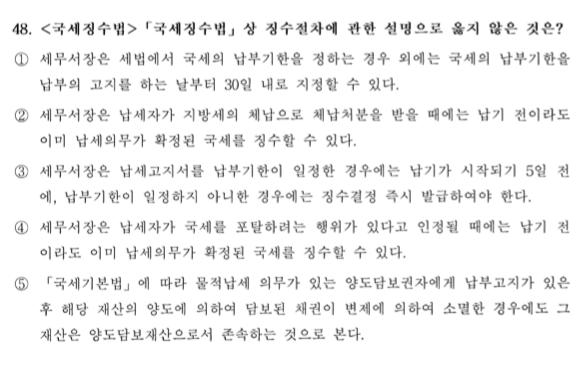 48. <국세징수법>「국세징수법」상 징수절차에 관한 설명으로 옳지 않은 것은?
① 세무서장은 세법에서 국세의 납부기한을 정하는 경우 외에는 국세의 납부기한을
납부의 고지를 하는 날부터 30일 내로 지정할 수 있다.
② 세무서장은 납세자가 지방세의 체납으로 체납처분을 받을 때에는 납기 전이라도
이미 납세의무가 확정된 국세를 징수할 수 있다.
③ 세무서장은 납세고지서를 납부기한이 일정한 경우에는 납기가 시작되기 5일 전
에, 납부기한이 일정하지 아니한 경우에는 징수결정 즉시 발급하여야 한다.
④ 세무서장은 납세자가 국세를 포탈하려는 행위가 있다고 인정될 때에는 납기 전
이라도 이미 납세의무가 확정된 국세를 징수할 수 있다.
⑤ 「국세기본법」에 따라 물적납세 의무가 있는 양도담보권자에게 납부고지가 있은
후 해당 재산의 양도에 의하여 담보된 채권이 변제에 의하여 소멸한 경우에도 그
재산은 양도담보재산으로서 존속하는 것으로 본다.